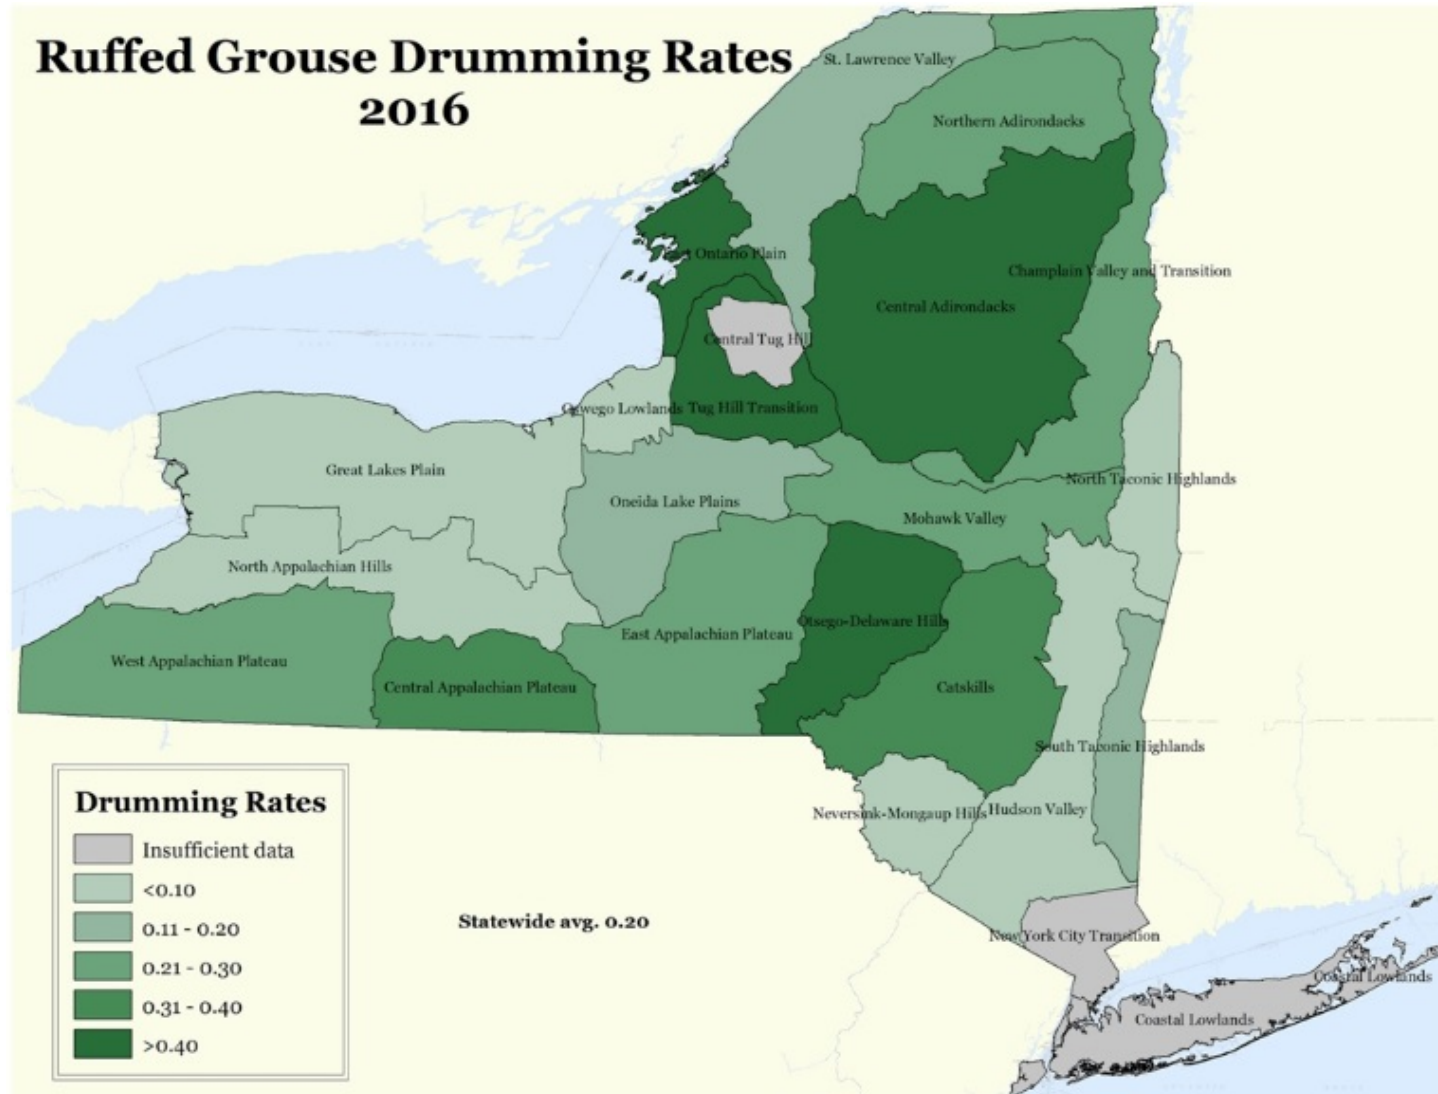 Ruffed Grouse Drumming Rates
2016
St. Lawrence Valley
Northern Adirondacks
East Ontario Plain
Champlain Valley and Transition
Central Adirondacks
Central Tug Hill
Oswego Lowlands
Tug Hill Transition
Great Lakes Plain
North Taconic Highlands
Oneida Lake Plains
Mohawk Valley
North Appalachian Hills
Otsego-Delaware Hills
East Appalachian Plateau
West Appalachian Plateau
Central Appalachian Plateau
Catskills
South Taconic Highlands
Neversink-Mongaup Hills
Hudson Valley
Drumming Rates
Insufficient data
<0.10
0.11 - 0.20
0.21 - 0.30
0.31 - 0.40
>0.40
Statewide avg. 0.20
New York City Transition
Coastal Lowlands
Coastal Lowlands